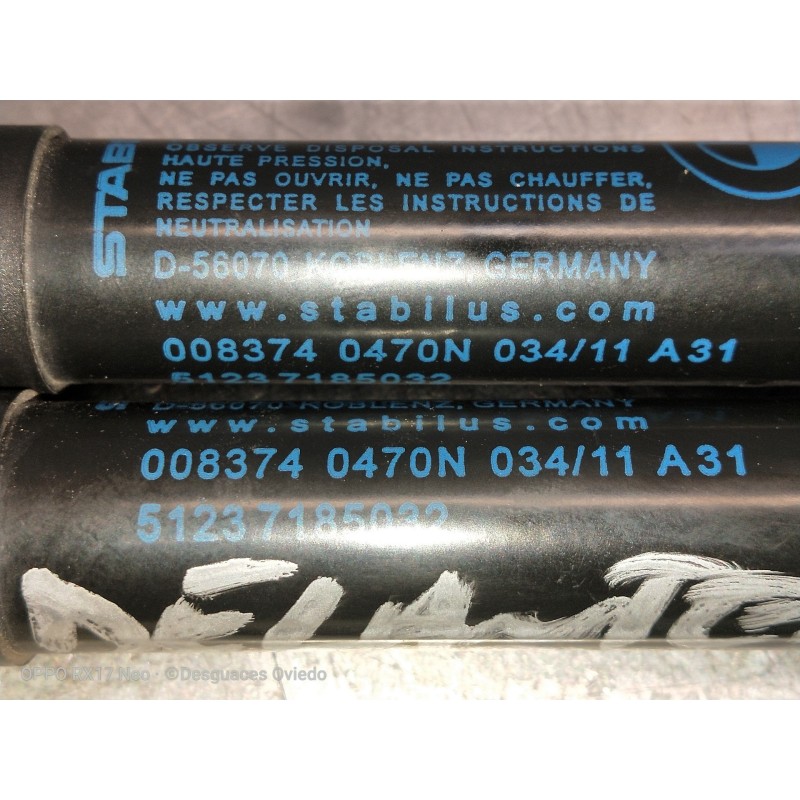 STAB
OBSERVE DISPOSAL INSTRUCTIONS
HAUTE PRESSION,
NE PAS OUVRIR, NE PAS CHAUFFER,
RESPECTER LES INSTRUCTIONS DE
NEUTRALISATION
D-56070 KOBLENZ, GERMANY
www.stabilus.com
008374 0470N 034/11 A31
51237185032
D-56070 KOBLENZ, GERMANY
www.stabilus.com
008374 0470N 034/11 A31
51237185032
OPPO RX17 Neo · ©Desguaces Oviedo